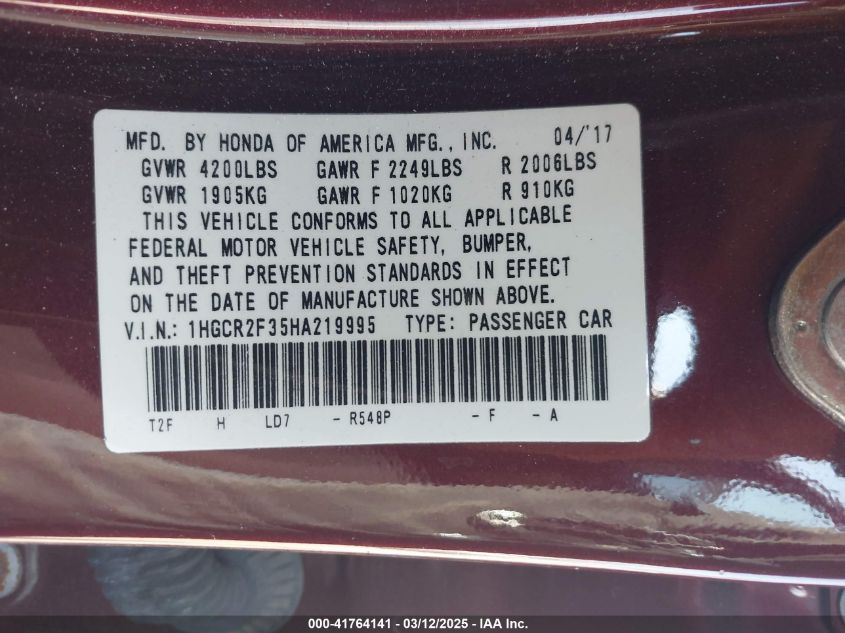 MFD. BY HONDA OF AMERICA MFG., INC. 04/'17
GVWR 4200LBS GAWR F 2249LBS R 2006LBS
GVWR 1905KG GAWR F 1020KG R 910KG
THIS VEHICLE CONFORMS TO ALL APPLICABLE
FEDERAL MOTOR VEHICLE SAFETY, BUMPER,
AND THEFT PREVENTION STANDARDS IN EFFECT
ON THE DATE OF MANUFACTURE SHOWN ABOVE.
V.I.N.: 1HGCR2F35HA219995 TYPE: PASSENGER CAR
T2F H LD7 - R548P - F - A
000-41764141 - 03/12/2025 - IAA Inc.